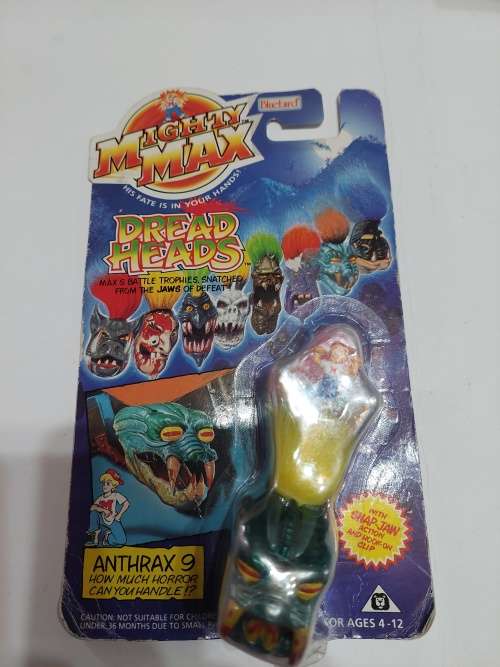 Bluebird
MIGHTY
MAX
HIS FATE IS IN YOUR HANDS!
DREAD
HEADS
MAX'S BATTLE TROPHIES, SNATCHED
FROM THE JAWS OF DEFEAT
WITH
SNAP-JAW
ACTION
AND HOOK-ON
CLIP
ANTHRAX 9
HOW MUCH HORROR
CAN YOU HANDLE!?
CAUTION: NOT SUITABLE FOR
UNDER 36 MONTHS DUE TO SMALL
FOR AGES 4-12